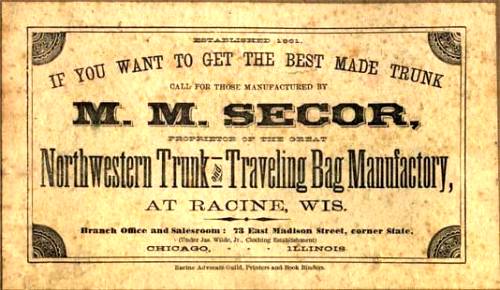 ESTABLISHED 1861.
IF YOU WANT TO GET THE BEST MADE TRUNK
CALL FOR THOSE MANUFACTURED BY
M. M. SECOR,
PROPRIETOR OF THE GREAT
Northwestern Trunk and Traveling Bag Manufactory,
AT RACINE, WIS.
Branch Office and Salesroom: 73 East Madison Street, corner State,
(Under Jas. Wilde, Jr., Clothing Establishment)
CHICAGO, - - - ILLINOIS
Racine Advocate Guild, Printers and Book Binders.